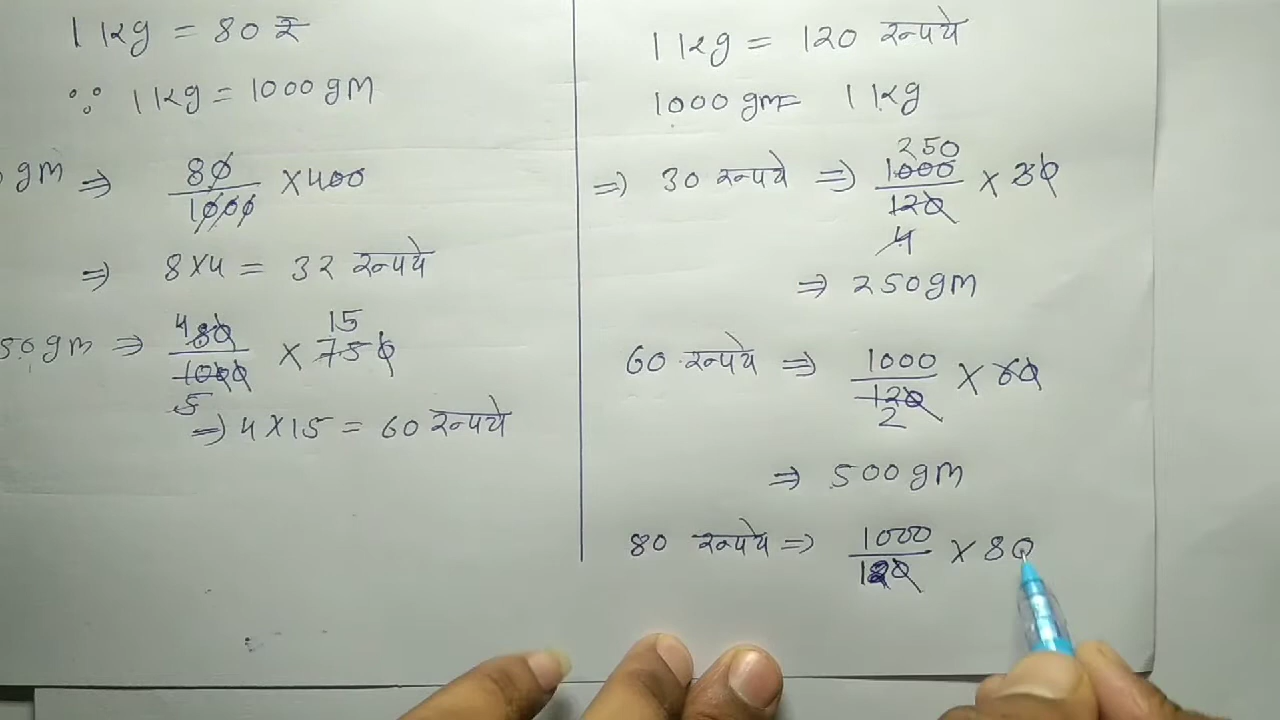 1 kg = 80 ₹
∵ 1 kg = 1000 gm
0 gm ⇒ 80/1000 × 400
⇒ 8 × 4 = 32 रूपये
50 gm ⇒ 4 80/1000 5 × 15 750
⇒ 4 × 15 = 60 रूपये
1 kg = 120 रूपये
1000 gm = 1 kg
⇒ 30 रूपये ⇒ 250 1000/120 4 × 30
⇒ 250 gm
60 रूपये ⇒ 1000/120 2 × 60
⇒ 500 gm
80 रूपये ⇒ 1000/120 × 80